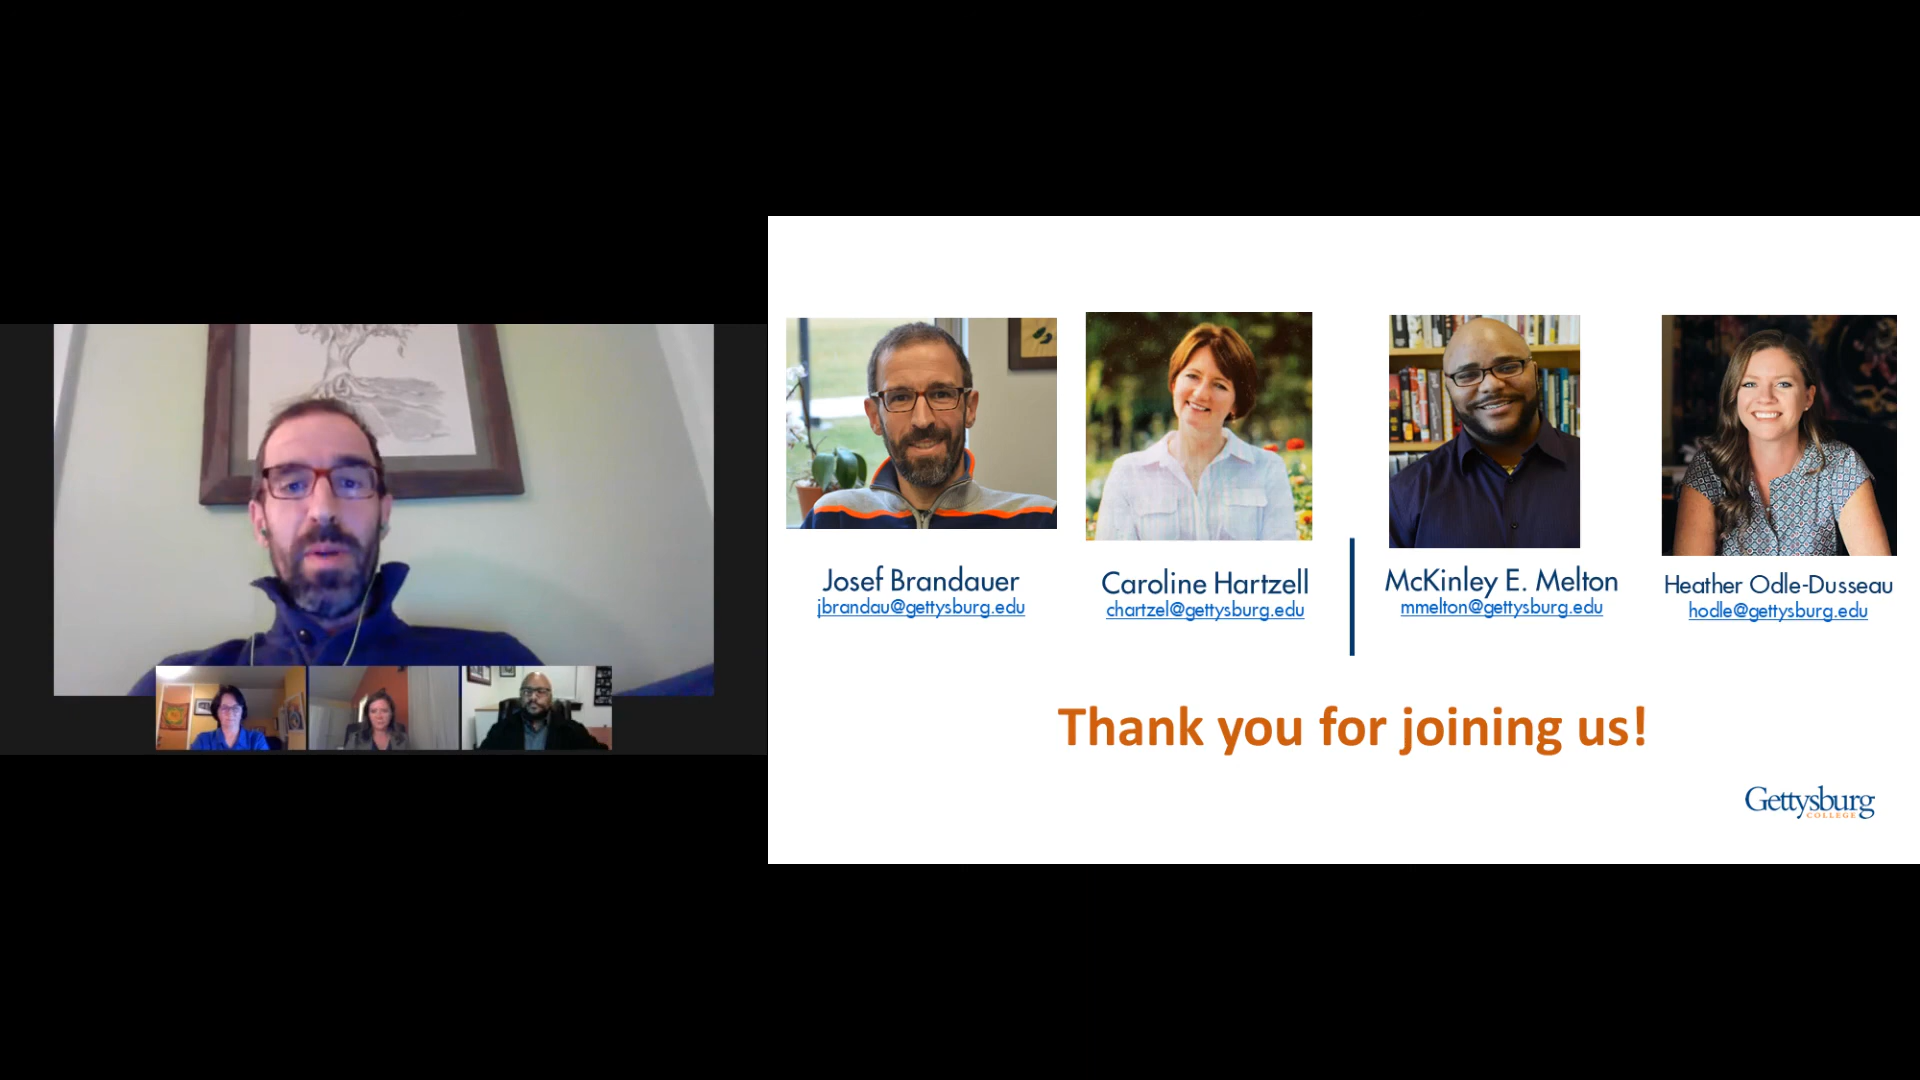 Josef Brandauer
jbrandau@gettysburg.edu
Caroline Hartzell
chartzel@gettysburg.edu
McKinley E. Melton
mmelton@gettysburg.edu
Heather Odle-Dusseau
hodle@gettysburg.edu
Thank you for joining us!
Gettysburg
COLLEGE